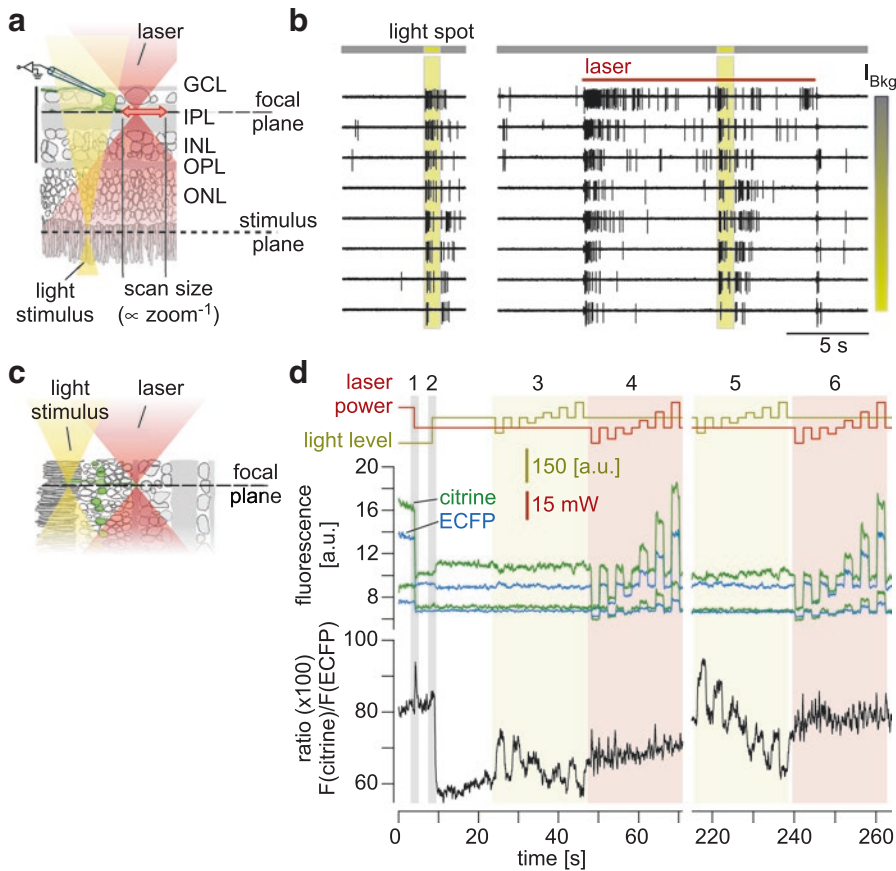 a
laser
GCL
IPL
INL
OPL
ONL
focal
plane
stimulus
plane
light
stimulus
scan size
(∝ zoom⁻¹)
b
light spot
laser
I_Bkg
5 s
c
light
stimulus
laser
focal
plane
d
laser
power
light level
1 2 3 4 5 6
150 [a.u.]
15 mW
citrine
ECFP
fluorescence
[a.u.]
20
16
12
8
ratio (x100)
F(citrine)/F(ECFP)
100
80
60
0 20 40 60 220 240 260
time [s]